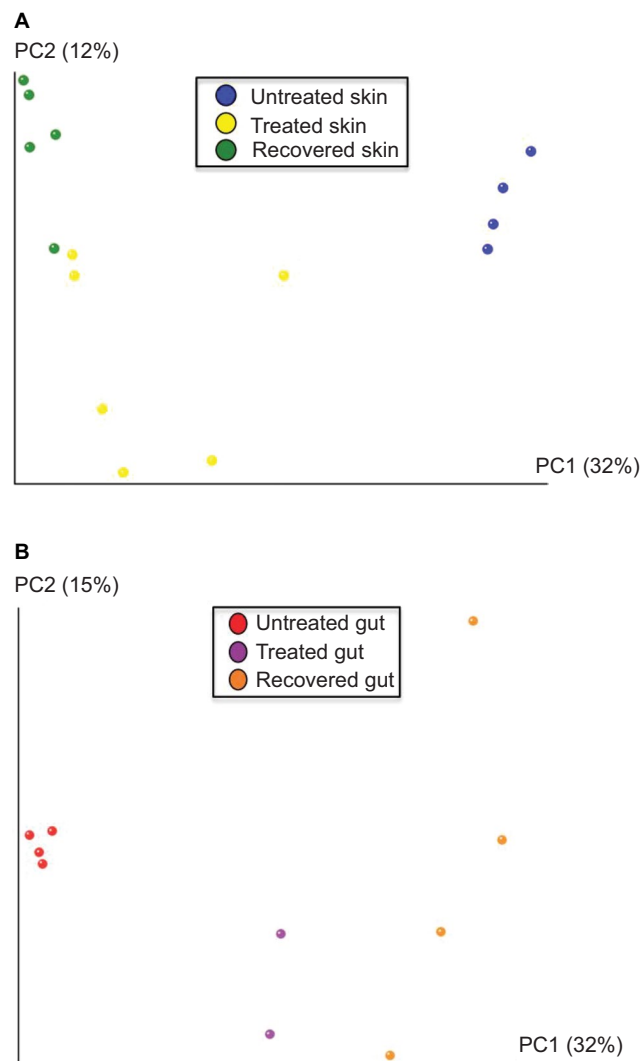 A
PC2 (12%)
Untreated skin
Treated skin
Recovered skin
PC1 (32%)
B
PC2 (15%)
Untreated gut
Treated gut
Recovered gut
PC1 (32%)